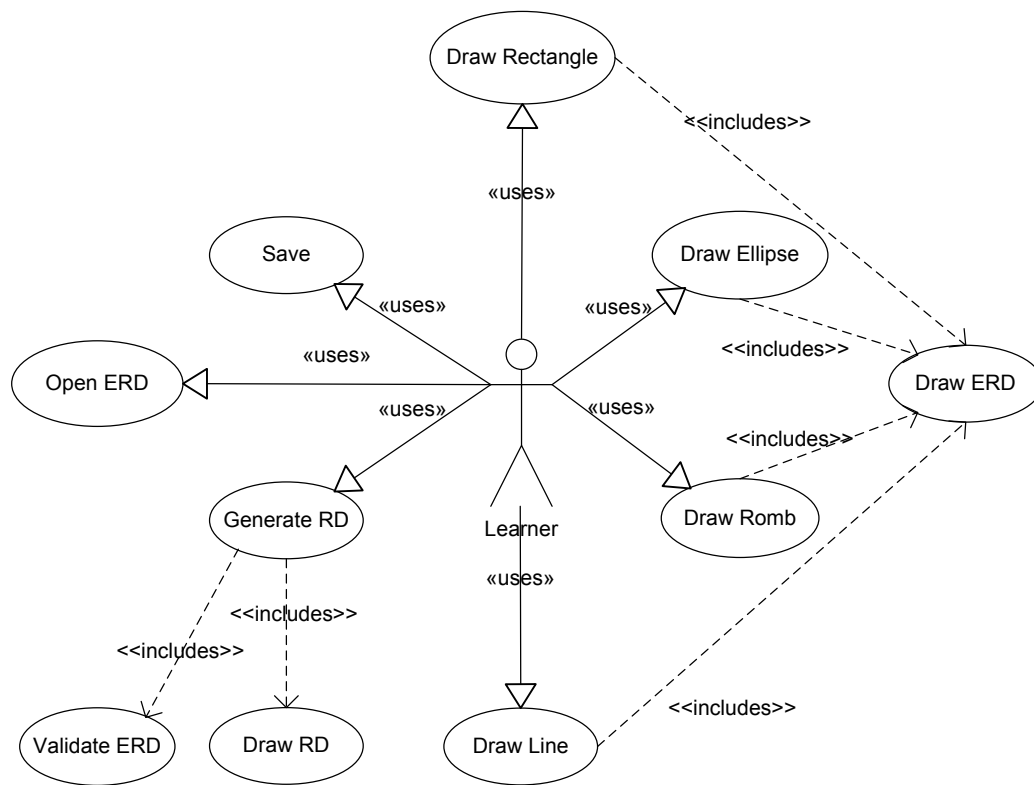 Draw Rectangle
<<includes>>
«uses»
Save
Draw Ellipse
«uses»
«uses»
<<includes>>
«uses»
Open ERD
Draw ERD
«uses»
«uses»
<<includes>>
Generate RD
Draw Romb
Learner
«uses»
<<includes>>
<<includes>>
<<includes>>
Validate ERD
Draw RD
Draw Line